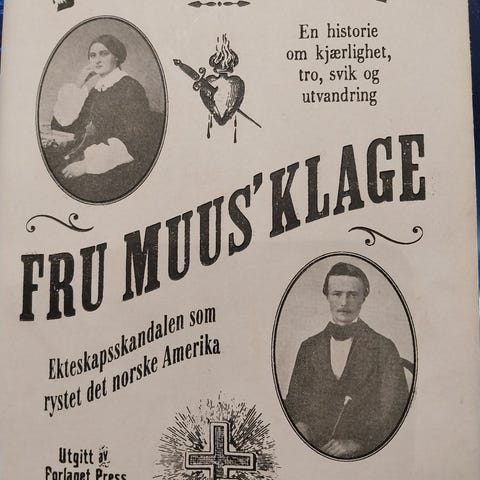 En historie
om kjærlighet,
tro, svik og
utvandring
FRU MUUS' KLAGE
Ekteskapsskandalen som
rystet det norske Amerika
Utgitt av
Forlaget Press